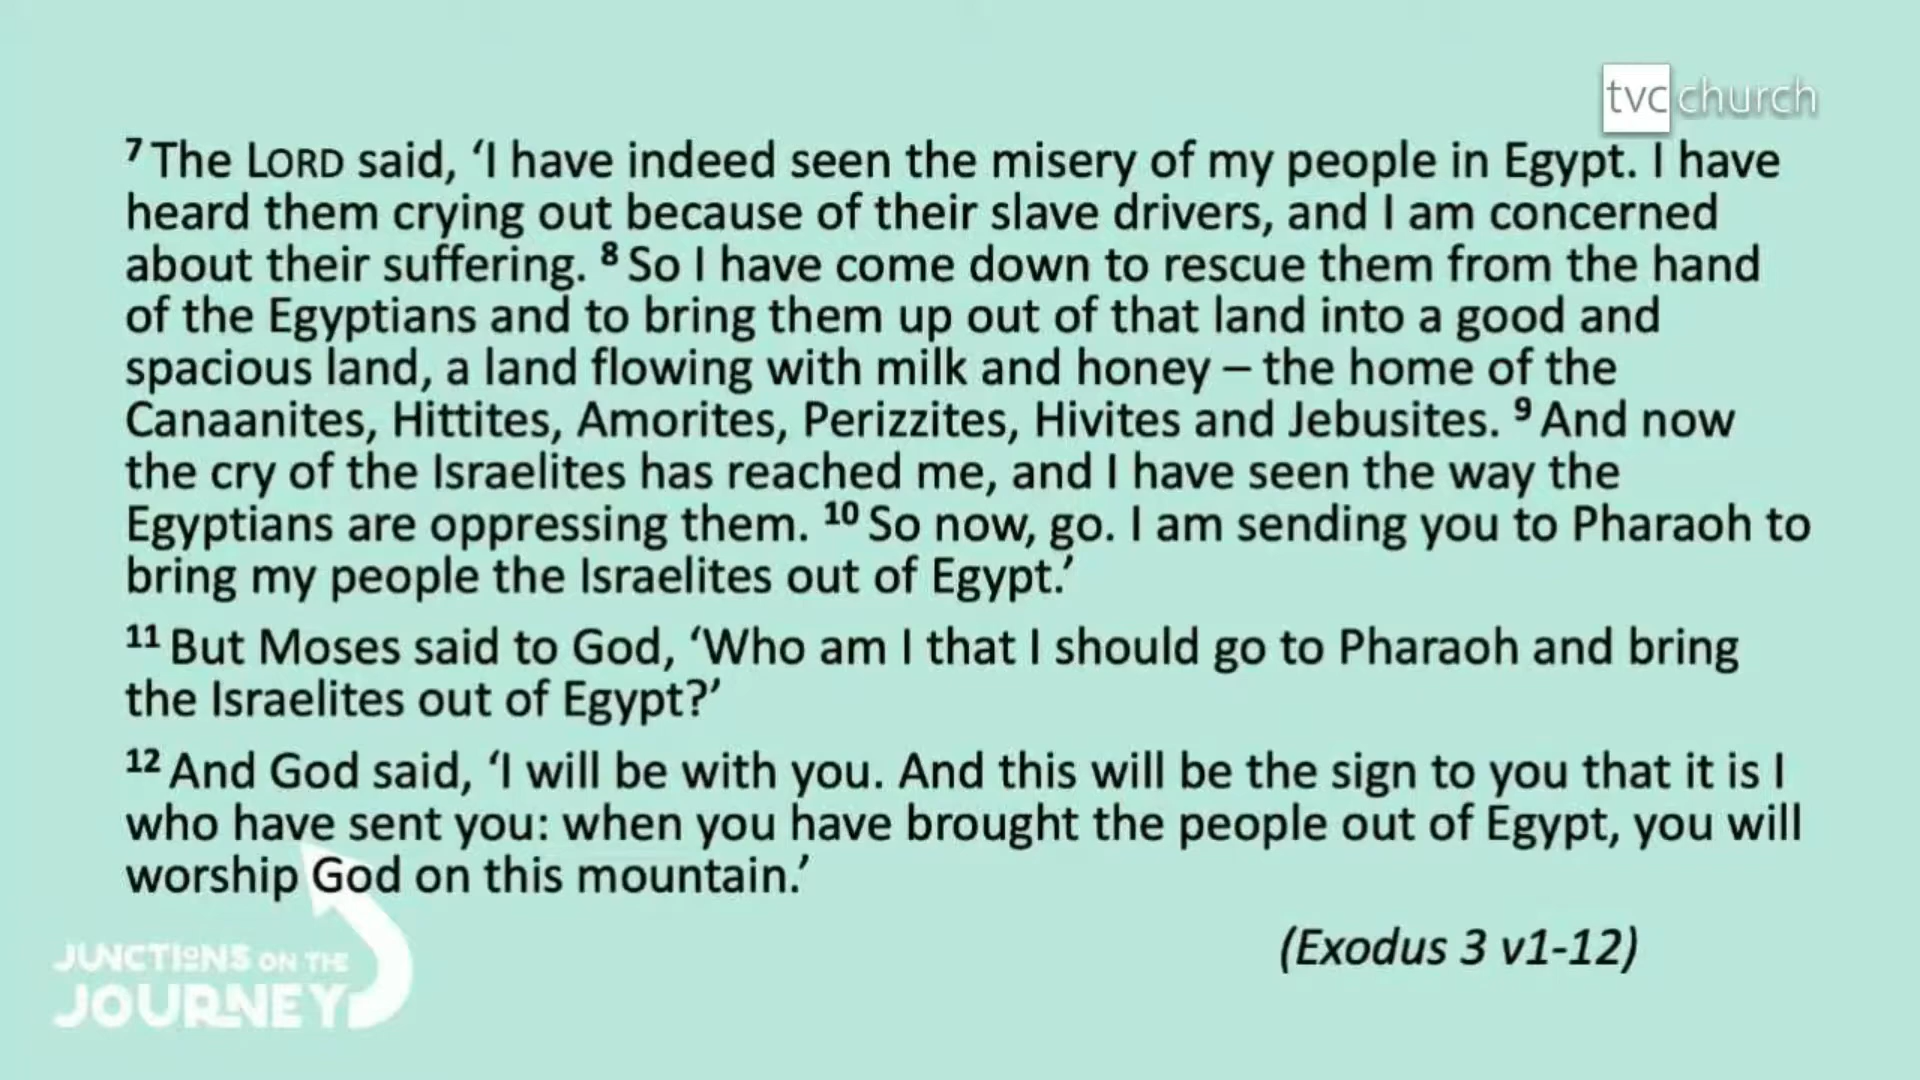 tvc church
⁷ The LORD said, ‘I have indeed seen the misery of my people in Egypt. I have
heard them crying out because of their slave drivers, and I am concerned
about their suffering. ⁸ So I have come down to rescue them from the hand
of the Egyptians and to bring them up out of that land into a good and
spacious land, a land flowing with milk and honey – the home of the
Canaanites, Hittites, Amorites, Perizzites, Hivites and Jebusites. ⁹ And now
the cry of the Israelites has reached me, and I have seen the way the
Egyptians are oppressing them. ¹⁰ So now, go. I am sending you to Pharaoh to
bring my people the Israelites out of Egypt.’
¹¹ But Moses said to God, ‘Who am I that I should go to Pharaoh and bring
the Israelites out of Egypt?’
¹² And God said, ‘I will be with you. And this will be the sign to you that it is I
who have sent you: when you have brought the people out of Egypt, you will
worship God on this mountain.’
(Exodus 3 v1-12)
JUNCTIONS ON THE
JOURNEY